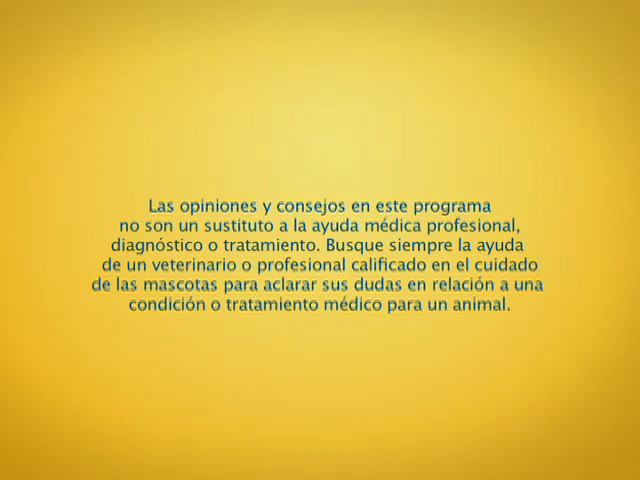 Las opiniones y consejos en este programa
no son un sustituto a la ayuda médica profesional,
diagnóstico o tratamiento. Busque siempre la ayuda
de un veterinario o profesional calificado en el cuidado
de las mascotas para aclarar sus dudas en relación a una
condición o tratamiento médico para un animal.